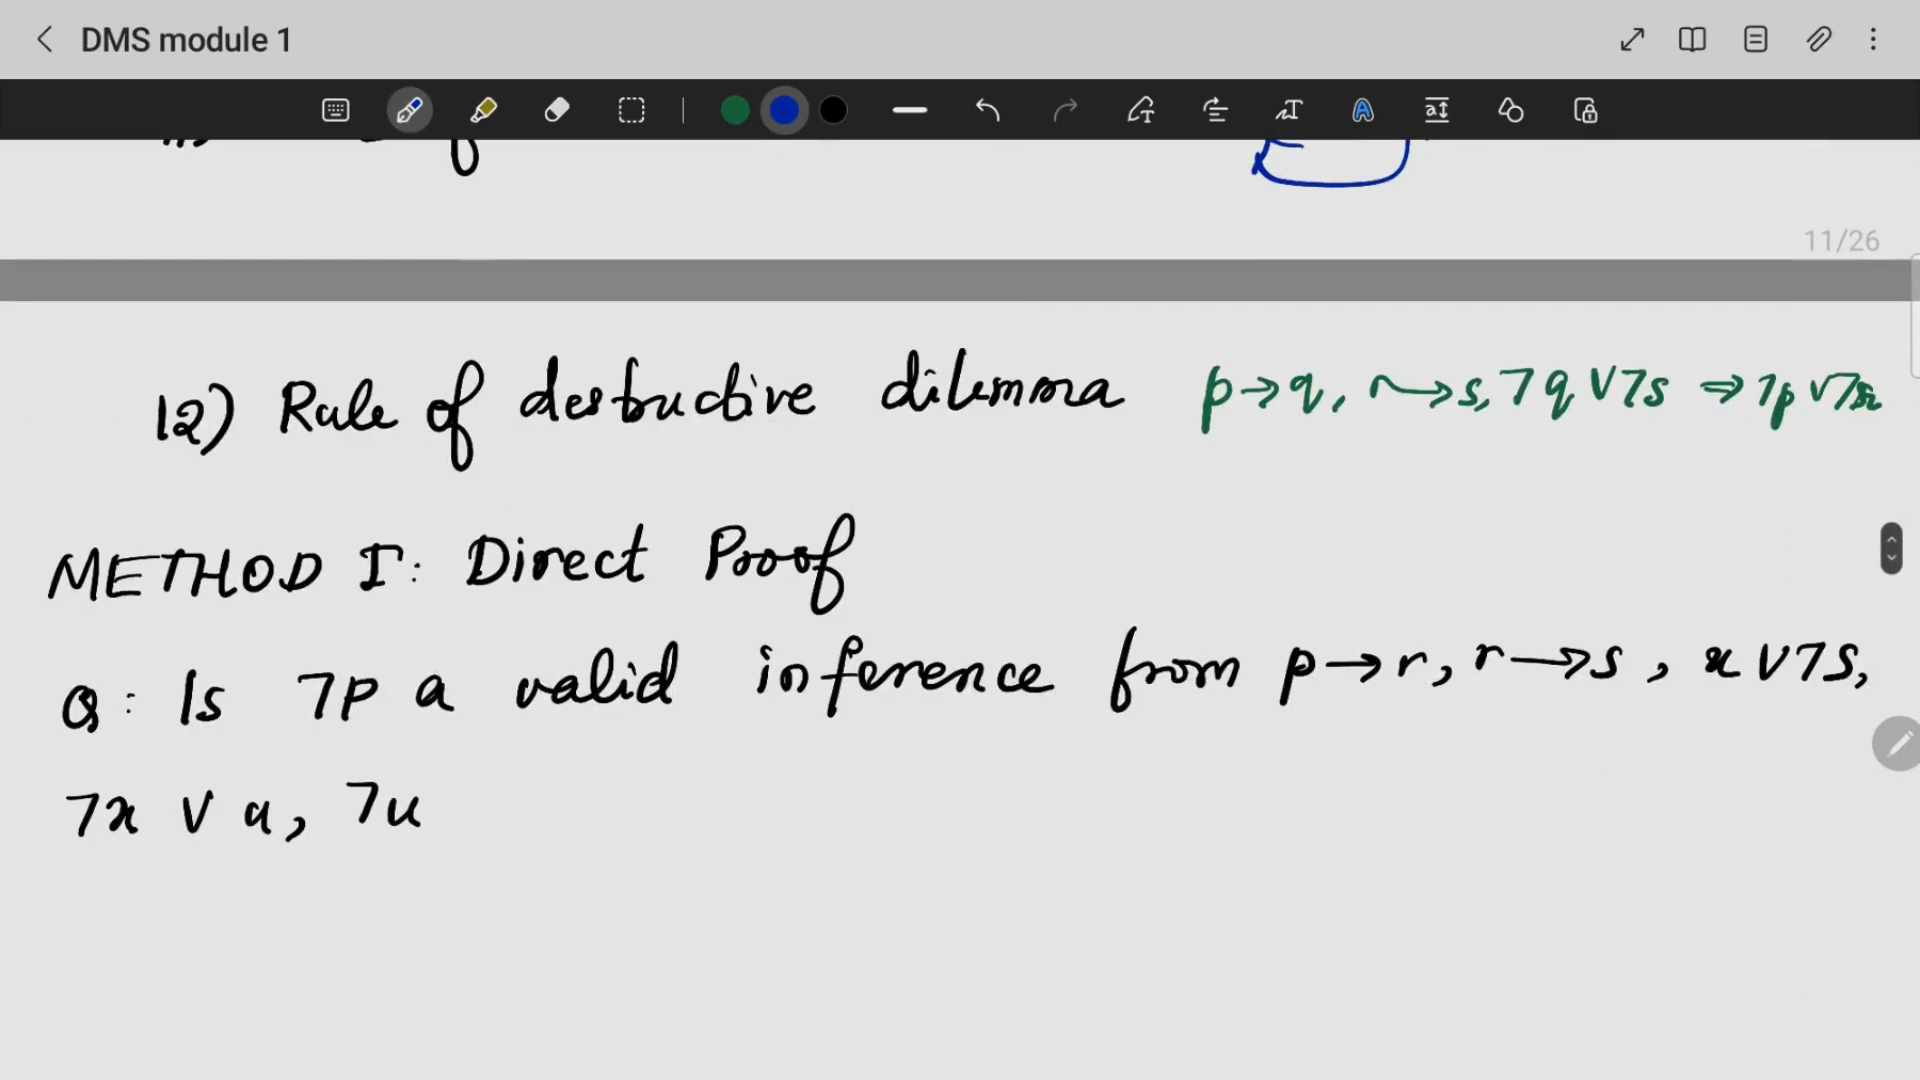 DMS module 1
11/26
12) Rule of destructive dilemma p→q, r→s, ¬q∨¬s ⇒ ¬p∨¬r
METHOD I: Direct Proof
Q: Is ¬p a valid inference from p→r, r→s, x∨¬s,
¬x ∨ u, ¬u